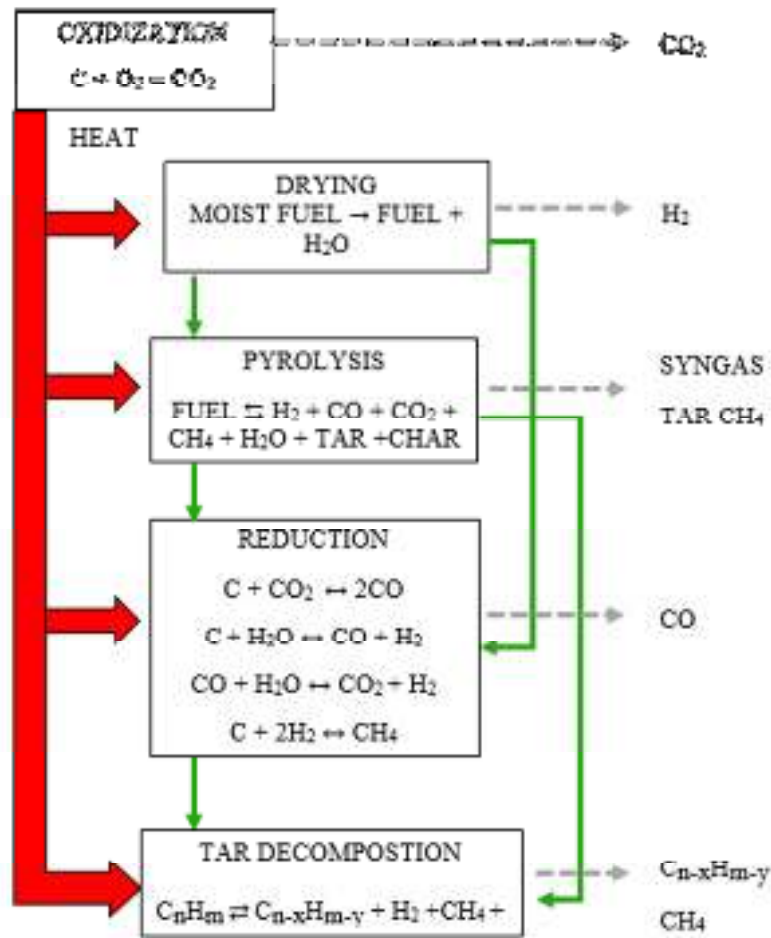 OXIDIZATION
C + O₂ = CO₂
CO₂
HEAT
DRYING
MOIST FUEL → FUEL +
H₂O
H₂
PYROLYSIS
FUEL ⇆ H₂ + CO + CO₂ +
CH₄ + H₂O + TAR +CHAR
SYNGAS
TAR CH₄
REDUCTION
C + CO₂ ↔ 2CO
C + H₂O ↔ CO + H₂
CO + H₂O ↔ CO₂ + H₂
C + 2H₂ ↔ CH₄
CO
TAR DECOMPOSTION
CₙHₘ ⇄ Cₙ₋ₓHₘ₋y + H₂ +CH₄ +
Cₙ₋ₓHₘ₋y
CH₄